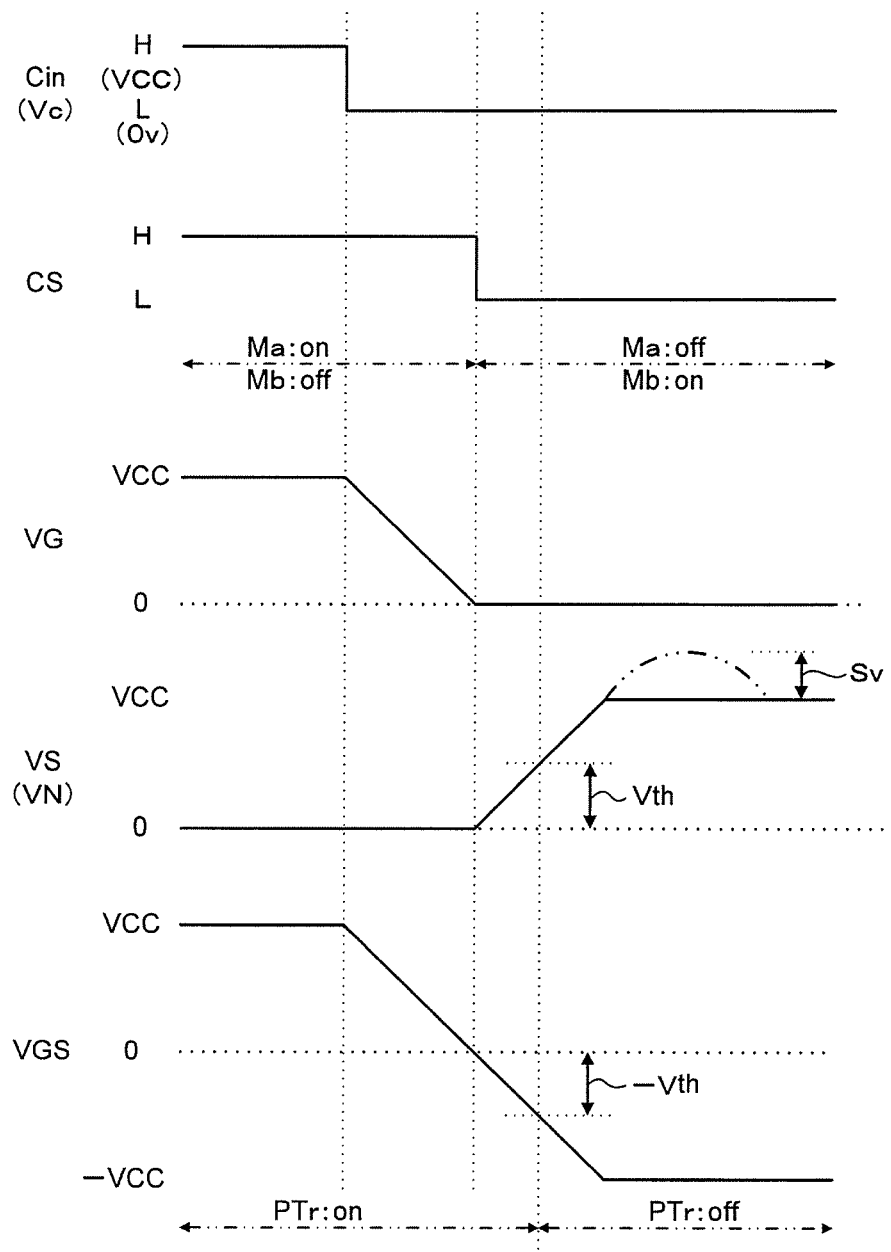 Cin
(Vc)
H
(VCC)
L
(0v)
CS
H
L
Ma:on
Mb:off
Ma:off
Mb:on
VG
VCC
0
VS
(VN)
VCC
0
Sv
Vth
VGS
VCC
0
−VCC
−Vth
PTr:on
PTr:off